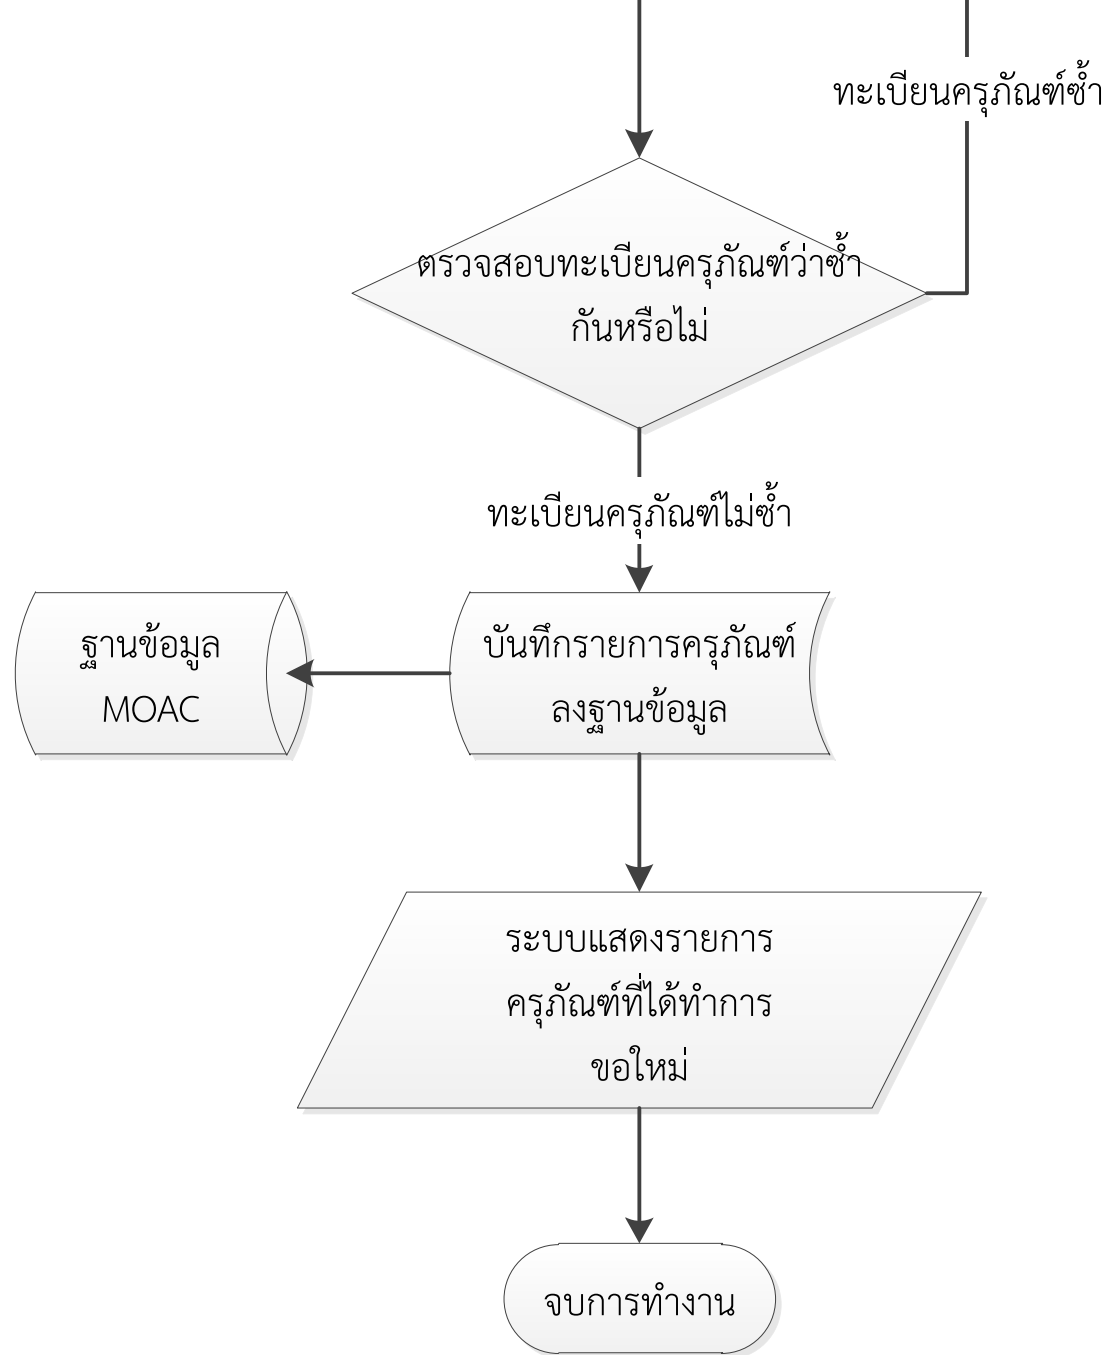 ทะเบียนครุภัณฑ์ซ้ำ
ตรวจสอบทะเบียนครุภัณฑ์ว่าซ้ำ
กันหรือไม่
ทะเบียนครุภัณฑ์ไม่ซ้ำ
ฐานข้อมูล
MOAC
บันทึกรายการครุภัณฑ์
ลงฐานข้อมูล
ระบบแสดงรายการ
ครุภัณฑ์ที่ได้ทำการ
ขอใหม่
จบการทำงาน